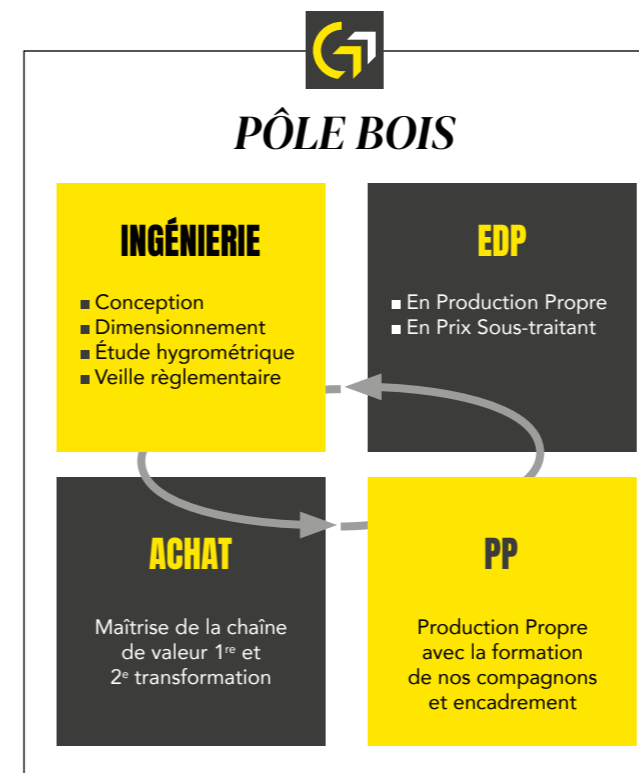 PÔLE BOIS
INGÉNIERIE
■ Conception
■ Dimensionnement
■ Étude hygrométrique
■ Veille règlementaire
EDP
■ En Production Propre
■ En Prix Sous-traitant
ACHAT
Maîtrise de la chaîne
de valeur 1re et
2e transformation
PP
Production Propre
avec la formation
de nos compagnons
et encadrement